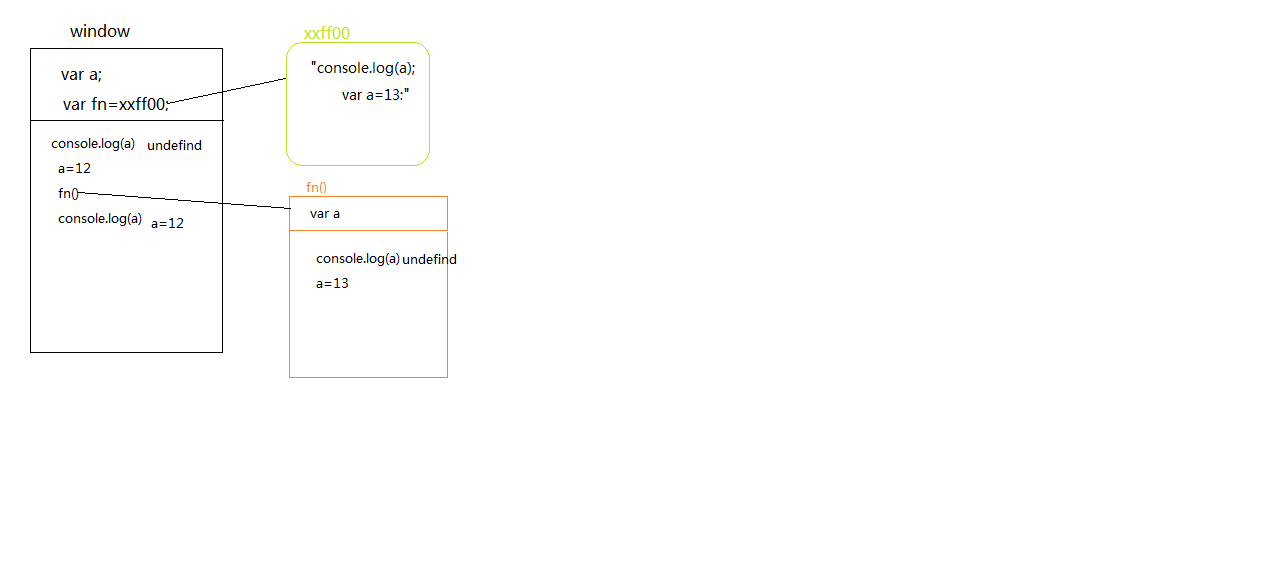 window
var a;
var fn=xxff00;
console.log(a) undefind
a=12
fn()
console.log(a) a=12
xxff00
"console.log(a);
var a=13:"
fn()
var a
console.log(a) undefind
a=13